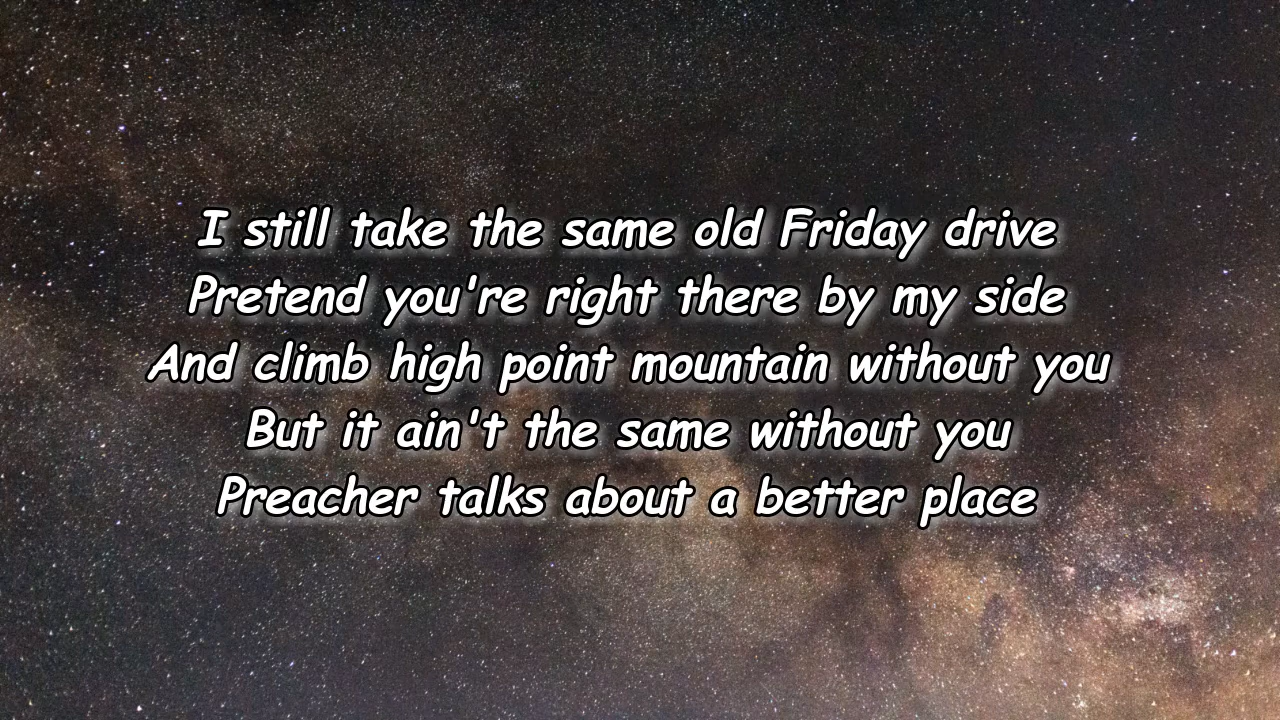 I still take the same old Friday drive
Pretend you're right there by my side
And climb high point mountain without you
But it ain't the same without you
Preacher talks about a better place